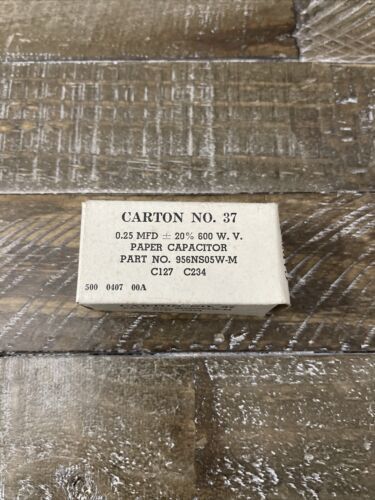 CARTON NO. 37
0.25 MFD ± 20% 600 W. V.
PAPER CAPACITOR
PART NO. 956NS05W-M
C127 C234
500 0407 00A